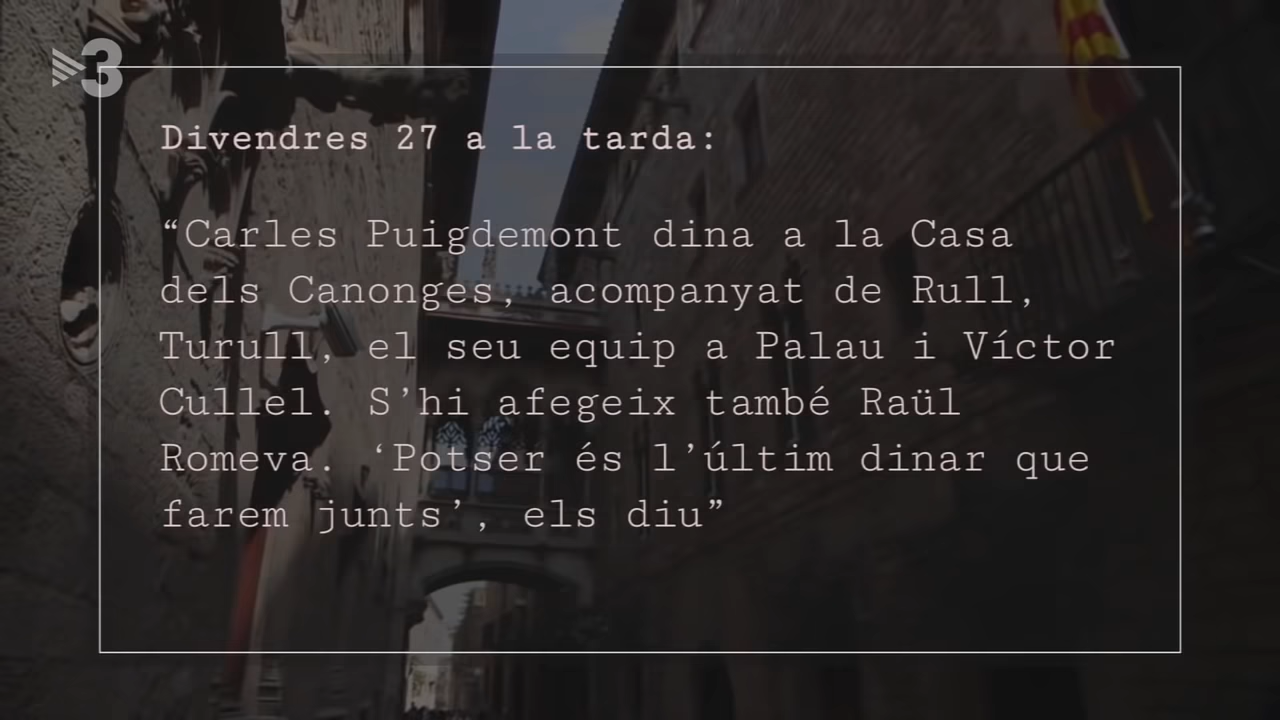 3
Divendres 27 a la tarda:
“Carles Puigdemont dina a la Casa
dels Canonges, acompanyat de Rull,
Turull, el seu equip a Palau i Víctor
Cullel. S’hi afegeix també Raül
Romeva. ‘Potser és l’últim dinar que
farem junts’, els diu”